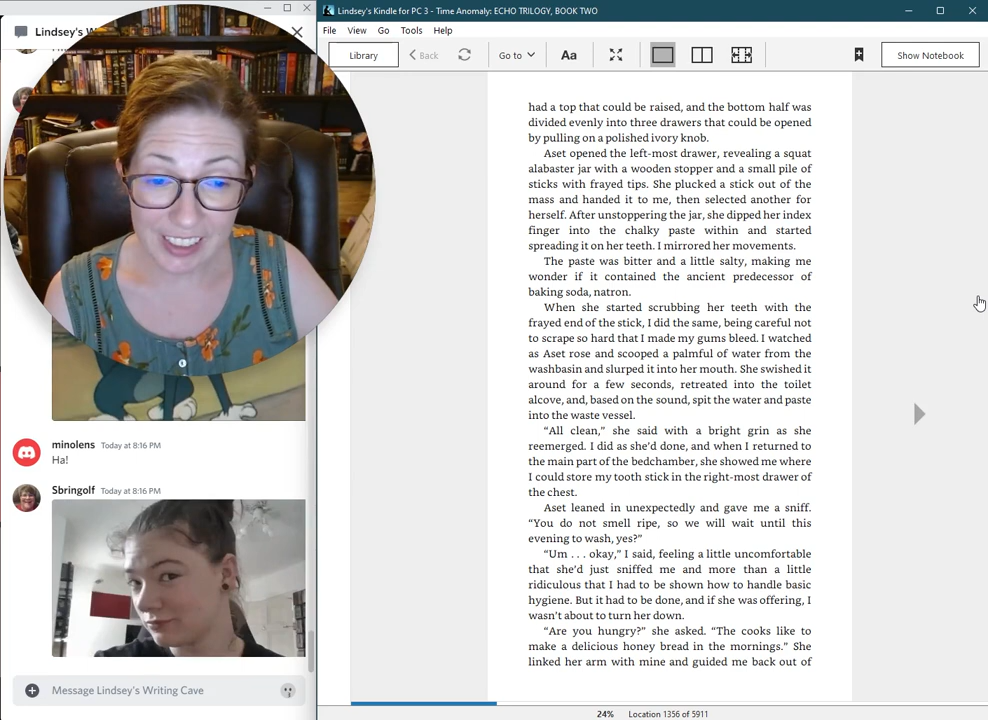 Lindsey's W
Lindsey's Kindle for PC 3 - Time Anomaly: ECHO TRILOGY, BOOK TWO
File View Go Tools Help
Library
Back
Go to
Aa
Show Notebook
had a top that could be raised, and the bottom half was
divided evenly into three drawers that could be opened
by pulling on a polished ivory knob.
Aset opened the left-most drawer, revealing a squat
alabaster jar with a wooden stopper and a small pile of
sticks with frayed tips. She plucked a stick out of the
mass and handed it to me, then selected another for
herself. After unstoppering the jar, she dipped her index
finger into the chalky paste within and started
spreading it on her teeth. I mirrored her movements.
The paste was bitter and a little salty, making me
wonder if it contained the ancient predecessor of
baking soda, natron.
When she started scrubbing her teeth with the
frayed end of the stick, I did the same, being careful not
to scrape so hard that I made my gums bleed. I watched
as Aset rose and scooped a palmful of water from the
washbasin and slurped it into her mouth. She swished it
around for a few seconds, retreated into the toilet
alcove, and, based on the sound, spit the water and paste
into the waste vessel.
“All clean,” she said with a bright grin as she
reemerged. I did as she’d done, and when I returned to
the main part of the bedchamber, she showed me where
I could store my tooth stick in the right-most drawer of
the chest.
Aset leaned in unexpectedly and gave me a sniff.
“You do not smell ripe, so we will wait until this
evening to wash, yes?”
“Um . . . okay,” I said, feeling a little uncomfortable
that she’d just sniffed me and more than a little
ridiculous that I had to be shown how to handle basic
hygiene. But it had to be done, and if she was offering, I
wasn’t about to turn her down.
“Are you hungry?” she asked. “The cooks like to
make a delicious honey bread in the mornings.” She
linked her arm with mine and guided me back out of
24% Location 1356 of 5911
minolens Today at 8:16 PM
Ha!
Sbringolf Today at 8:16 PM
Message Lindsey's Writing Cave